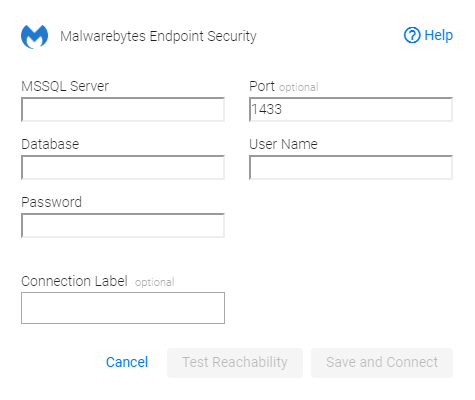 Malwarebytes Endpoint Security
Help
MSSQL Server
Port optional
1433
Database
User Name
Password
Connection Label optional
Cancel
Test Reachability
Save and Connect